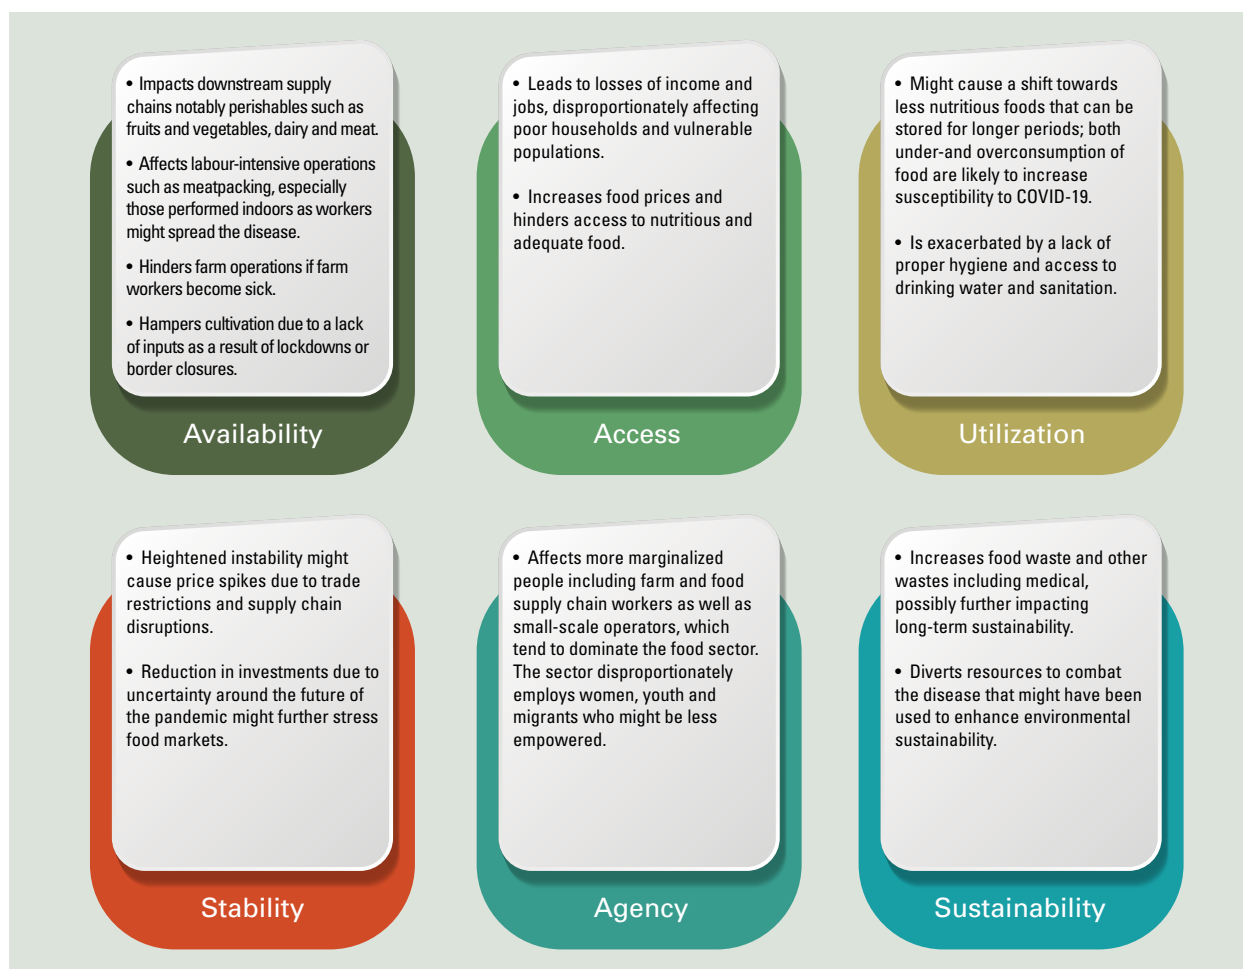 • Impacts downstream supply
chains notably perishables such as
fruits and vegetables, dairy and meat.
• Affects labour-intensive operations
such as meatpacking, especially
those performed indoors as workers
might spread the disease.
• Hinders farm operations if farm
workers become sick.
• Hampers cultivation due to a lack
of inputs as a result of lockdowns or
border closures.
Availability
• Leads to losses of income and
jobs, disproportionately affecting
poor households and vulnerable
populations.
• Increases food prices and
hinders access to nutritious and
adequate food.
Access
• Might cause a shift towards
less nutritious foods that can be
stored for longer periods; both
under-and overconsumption of
food are likely to increase
susceptibility to COVID-19.
• Is exacerbated by a lack of
proper hygiene and access to
drinking water and sanitation.
Utilization
• Heightened instability might
cause price spikes due to trade
restrictions and supply chain
disruptions.
• Reduction in investments due to
uncertainty around the future of
the pandemic might further stress
food markets.
Stability
• Affects more marginalized
people including farm and food
supply chain workers as well as
small-scale operators, which
tend to dominate the food sector.
The sector disproportionately
employs women, youth and
migrants who might be less
empowered.
Agency
• Increases food waste and other
wastes including medical,
possibly further impacting
long-term sustainability.
• Diverts resources to combat
the disease that might have been
used to enhance environmental
sustainability.
Sustainability